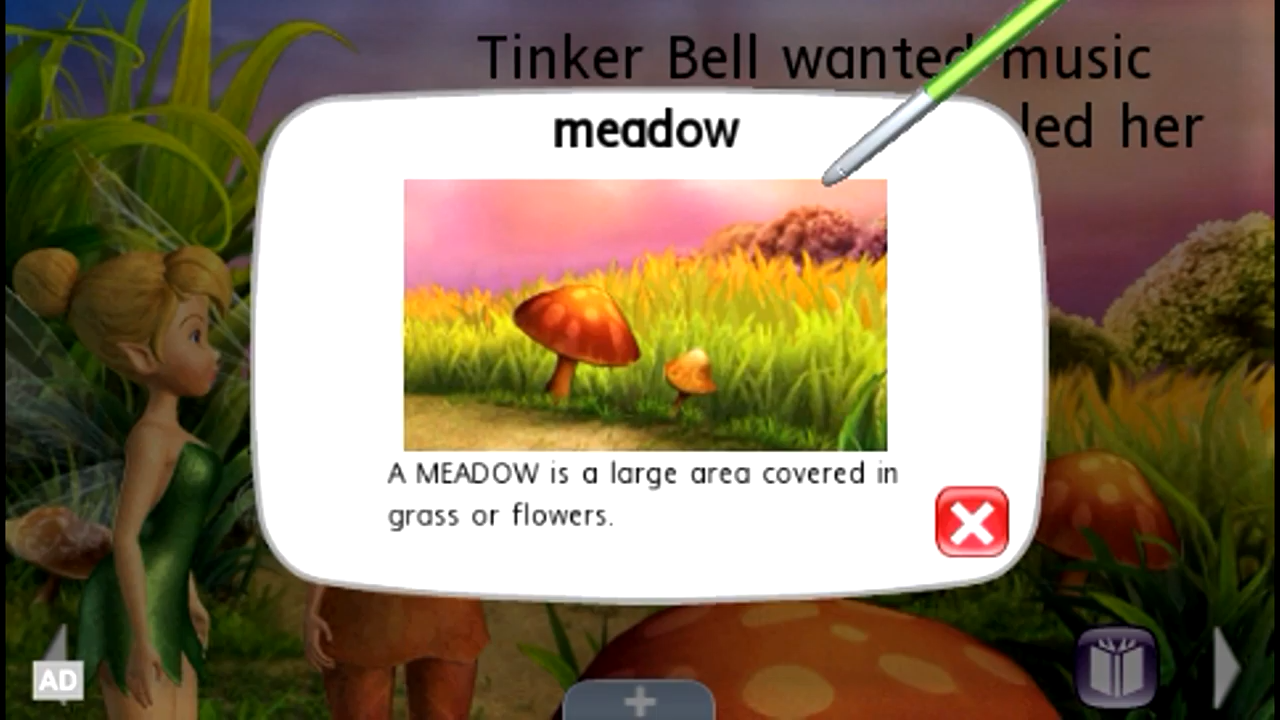 Tinker Bell wanted music
led her
meadow
A MEADOW is a large area covered in
grass or flowers.
AD